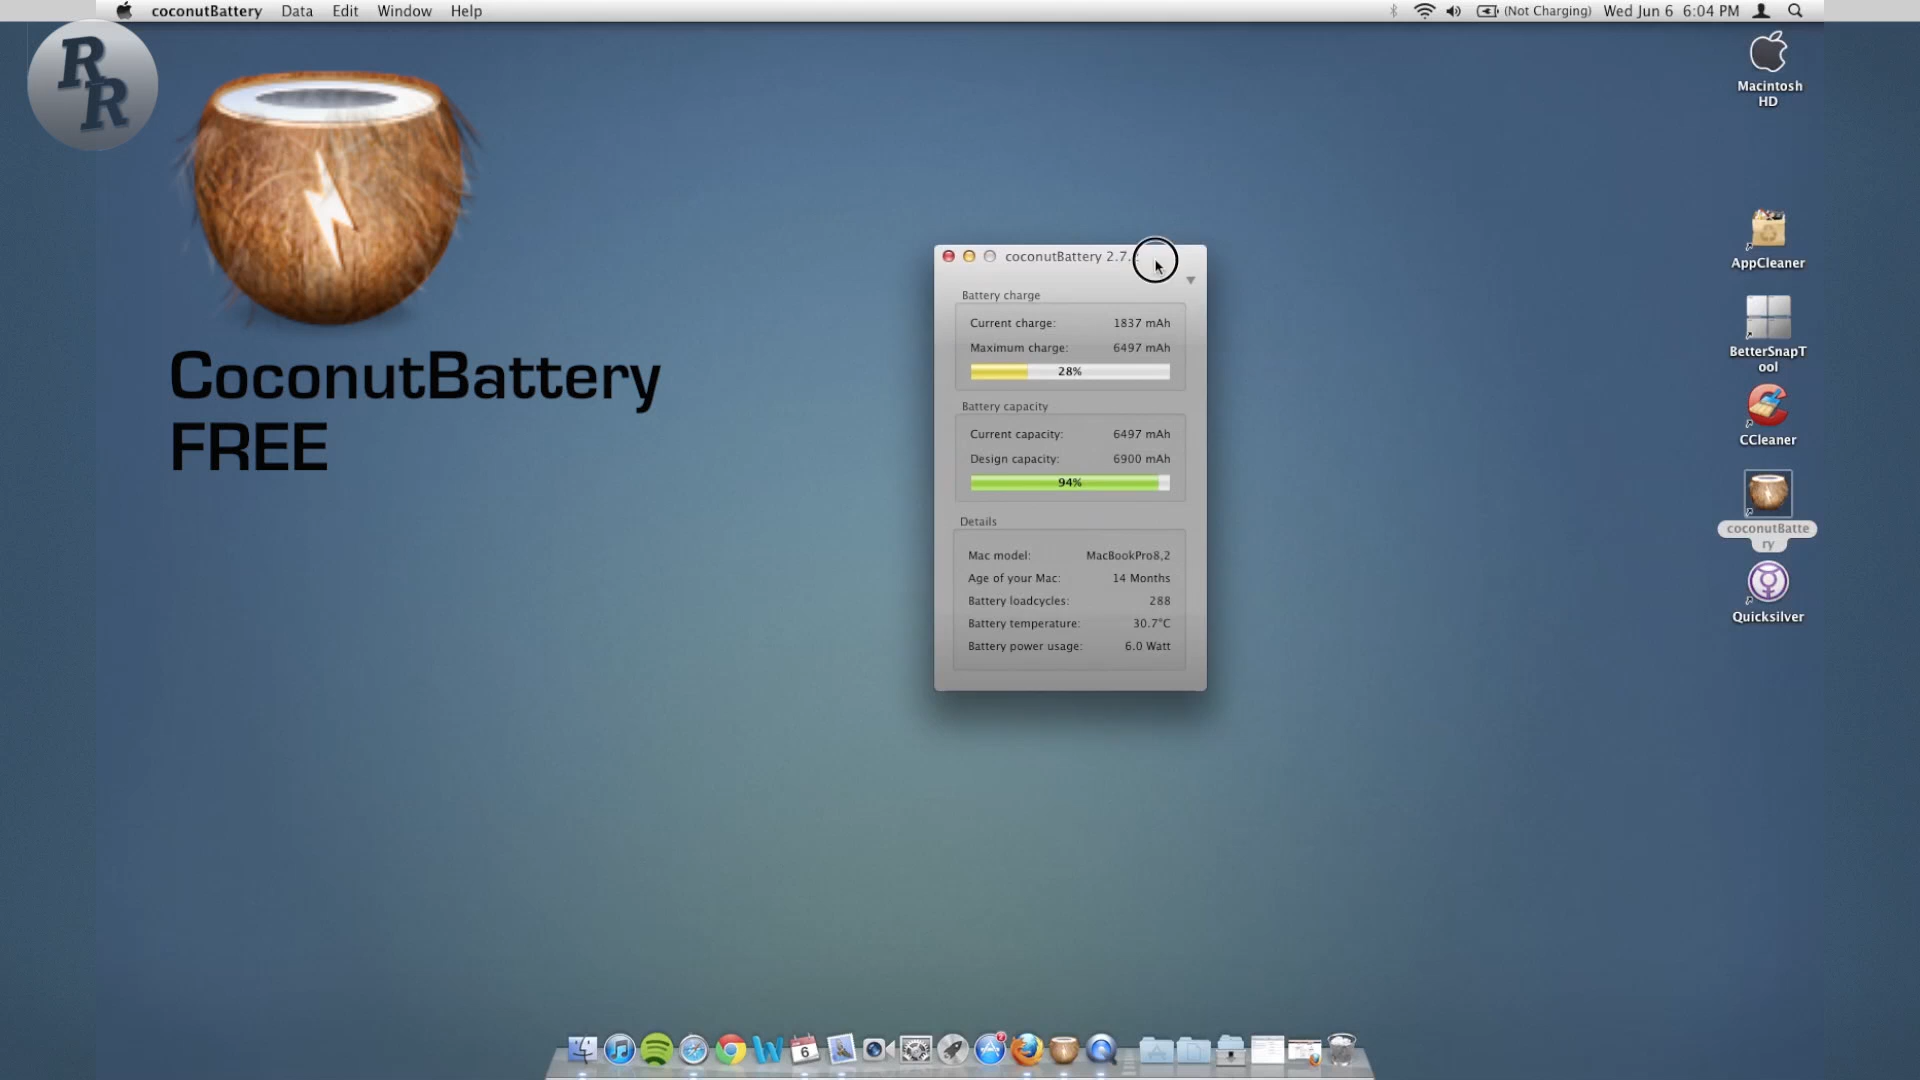 coconutBattery Data Edit Window Help
(Not Charging) Wed Jun 6 6:04 PM
R
R
Macintosh
HD
CoconutBattery
FREE
coconutBattery 2.7.
Battery charge
Current charge: 1837 mAh
Maximum charge: 6497 mAh
28%
Battery capacity
Current capacity: 6497 mAh
Design capacity: 6900 mAh
94%
Details
Mac model: MacBookPro8,2
Age of your Mac: 14 Months
Battery loadcycles: 288
Battery temperature: 30.7°C
Battery power usage: 6.0 Watt
AppCleaner
BetterSnapT
ool
CCleaner
coconutBatte
ry
Quicksilver
W
6
7